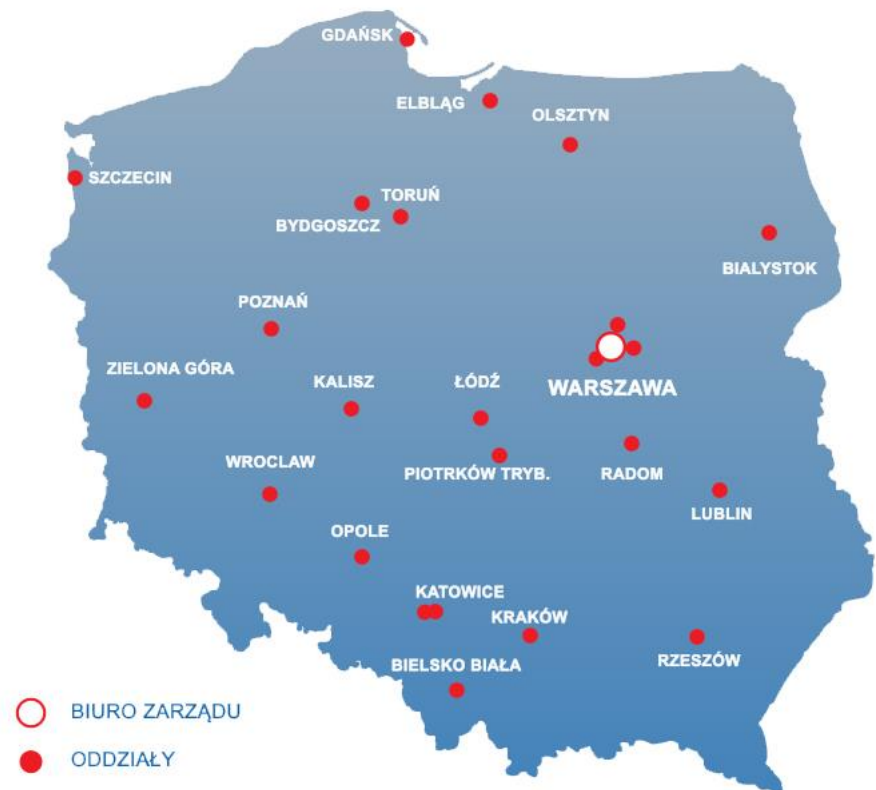 GDAŃSK
ELBLĄG
OLSZTYN
SZCZECIN
TORUŃ
BYDGOSZCZ
BIALYSTOK
POZNAŃ
ZIELONA GÓRA
KALISZ
ŁÓDŹ
WARSZAWA
WROCLAW
PIOTRKÓW TRYB.
RADOM
LUBLIN
OPOLE
KATOWICE
KRAKÓW
BIELSKO BIAŁA
RZESZÓW
BIURO ZARZĄDU
ODDZIAŁY